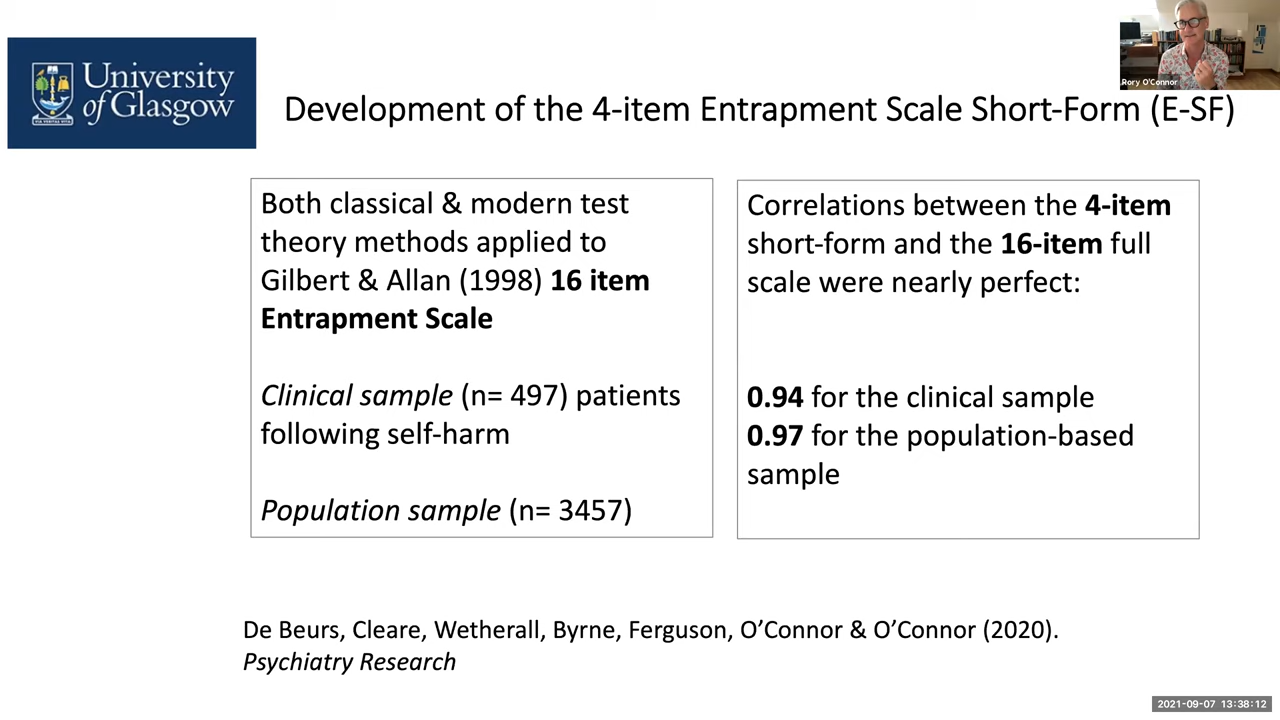 Rory O'Connor
University
of Glasgow
Development of the 4-item Entrapment Scale Short-Form (E-SF)
Both classical & modern test
theory methods applied to
Gilbert & Allan (1998) 16 item
Entrapment Scale
Clinical sample (n= 497) patients
following self-harm
Population sample (n= 3457)
Correlations between the 4-item
short-form and the 16-item full
scale were nearly perfect:
0.94 for the clinical sample
0.97 for the population-based
sample
De Beurs, Cleare, Wetherall, Byrne, Ferguson, O’Connor & O’Connor (2020).
Psychiatry Research
2021-09-07 13:38:12